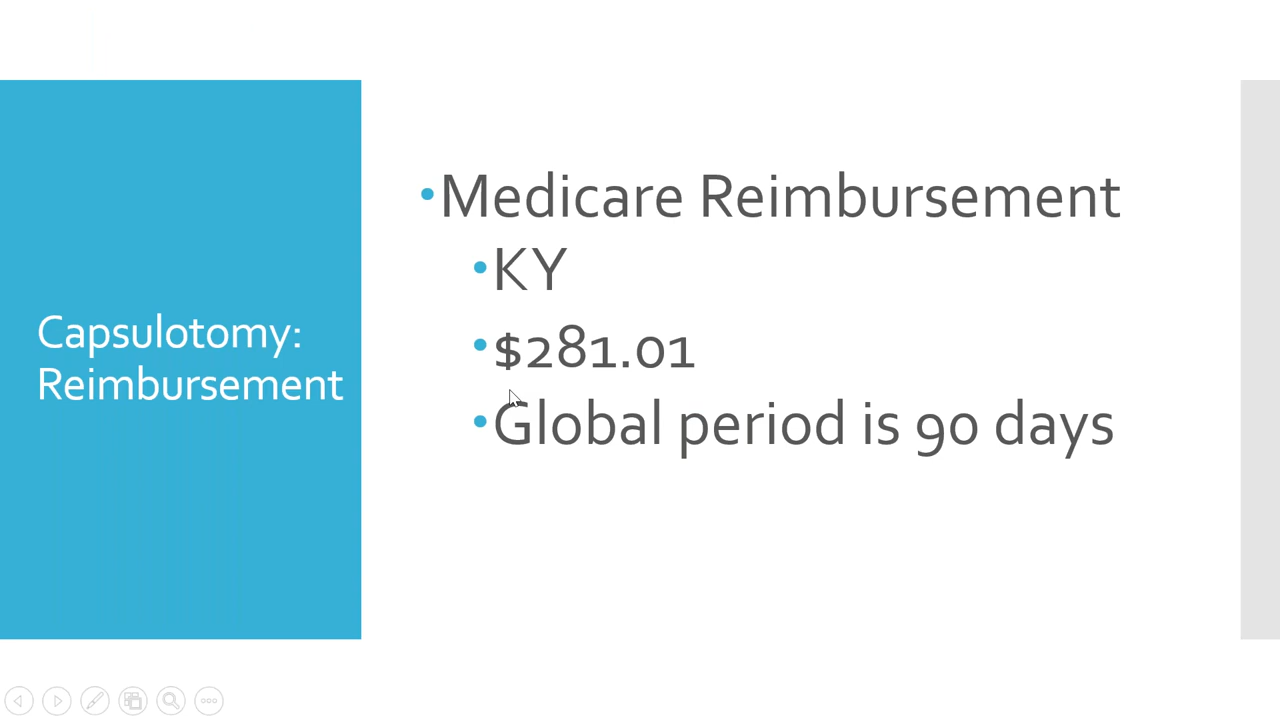 Capsulotomy:
Reimbursement
•Medicare Reimbursement
•KY
•$281.01
•Global period is 90 days